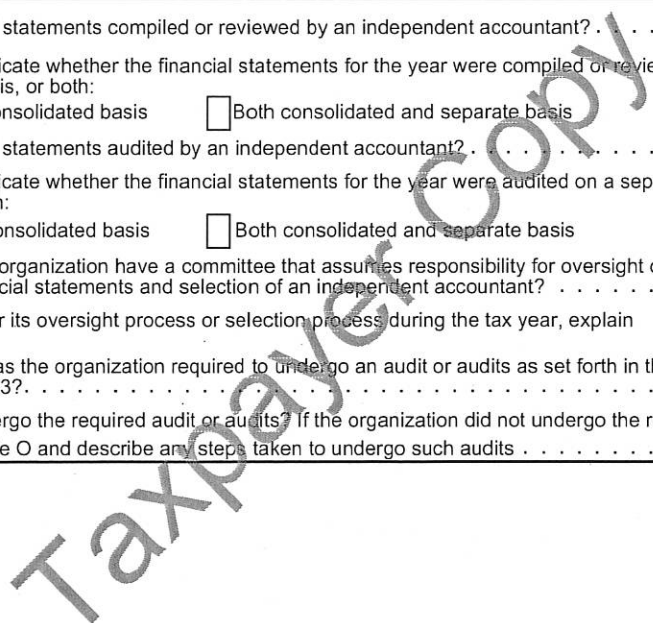 statements compiled or reviewed by an independent accountant? . . .
icate whether the financial statements for the year were compiled or revie
is, or both:
onsolidated basis Both consolidated and separate basis
statements audited by an independent accountant? . . . . . . . . . .
icate whether the financial statements for the year were audited on a sep
n:
onsolidated basis Both consolidated and separate basis
organization have a committee that assumes responsibility for oversight o
cial statements and selection of an independent accountant? . . . . . .
r its oversight process or selection process during the tax year, explain
as the organization required to undergo an audit or audits as set forth in th
3?. . . . . . . . . . . . . . . . . . . . . . . . . . . . . . . . . . .
ergo the required audit or audits? If the organization did not undergo the r
e O and describe any steps taken to undergo such audits . . . . . . . .
Taxpayer Copy